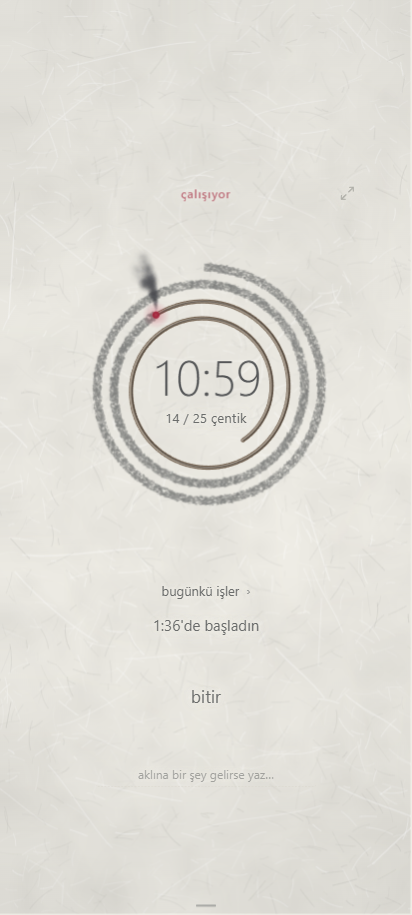 çalışıyor
10:59
14 / 25 çentik
bugünkü işler ›
1:36'de başladın
bitir
aklına bir şey gelirse yaz...